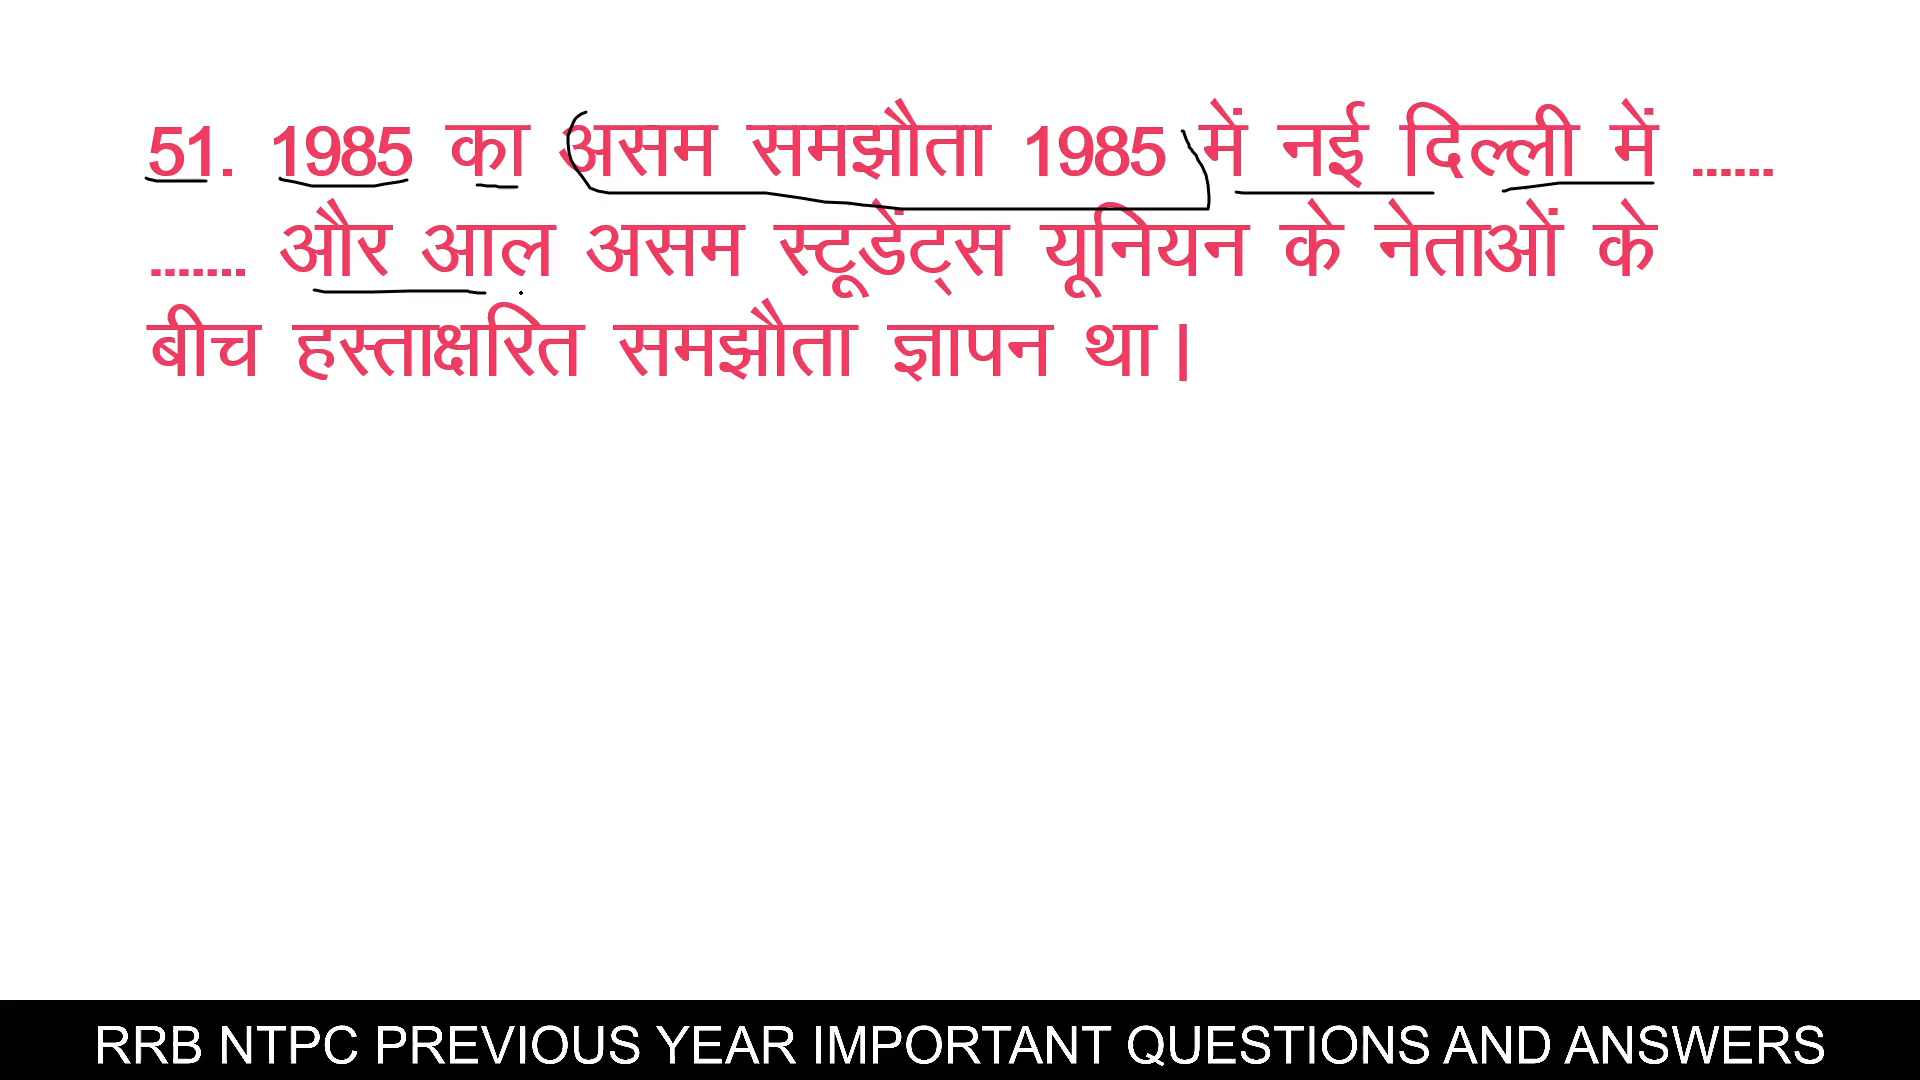 51. 1985 का असम समझौता 1985 में नई दिल्ली में ......
....... और आल असम स्टूडेंट्स यूनियन के नेताओं के
बीच हस्ताक्षरित समझौता ज्ञापन था।
RRB NTPC PREVIOUS YEAR IMPORTANT QUESTIONS AND ANSWERS